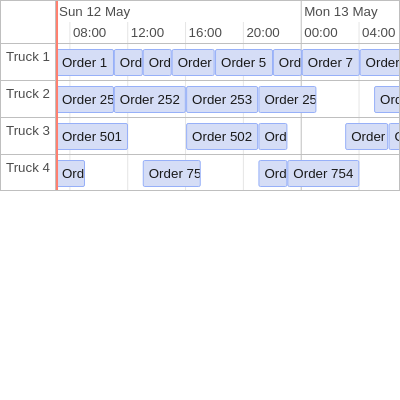 Sun 12 May Mon 13 May
08:00 12:00 16:00 20:00 00:00 04:00
Truck 1 Order 1 Ord Ord Order Order 5 Ord Order 7 Order
Truck 2 Order 25 Order 252 Order 253 Order 25 Ord
Truck 3 Order 501 Order 502 Ord Order
Truck 4 Ord Order 75 Ord Order 754